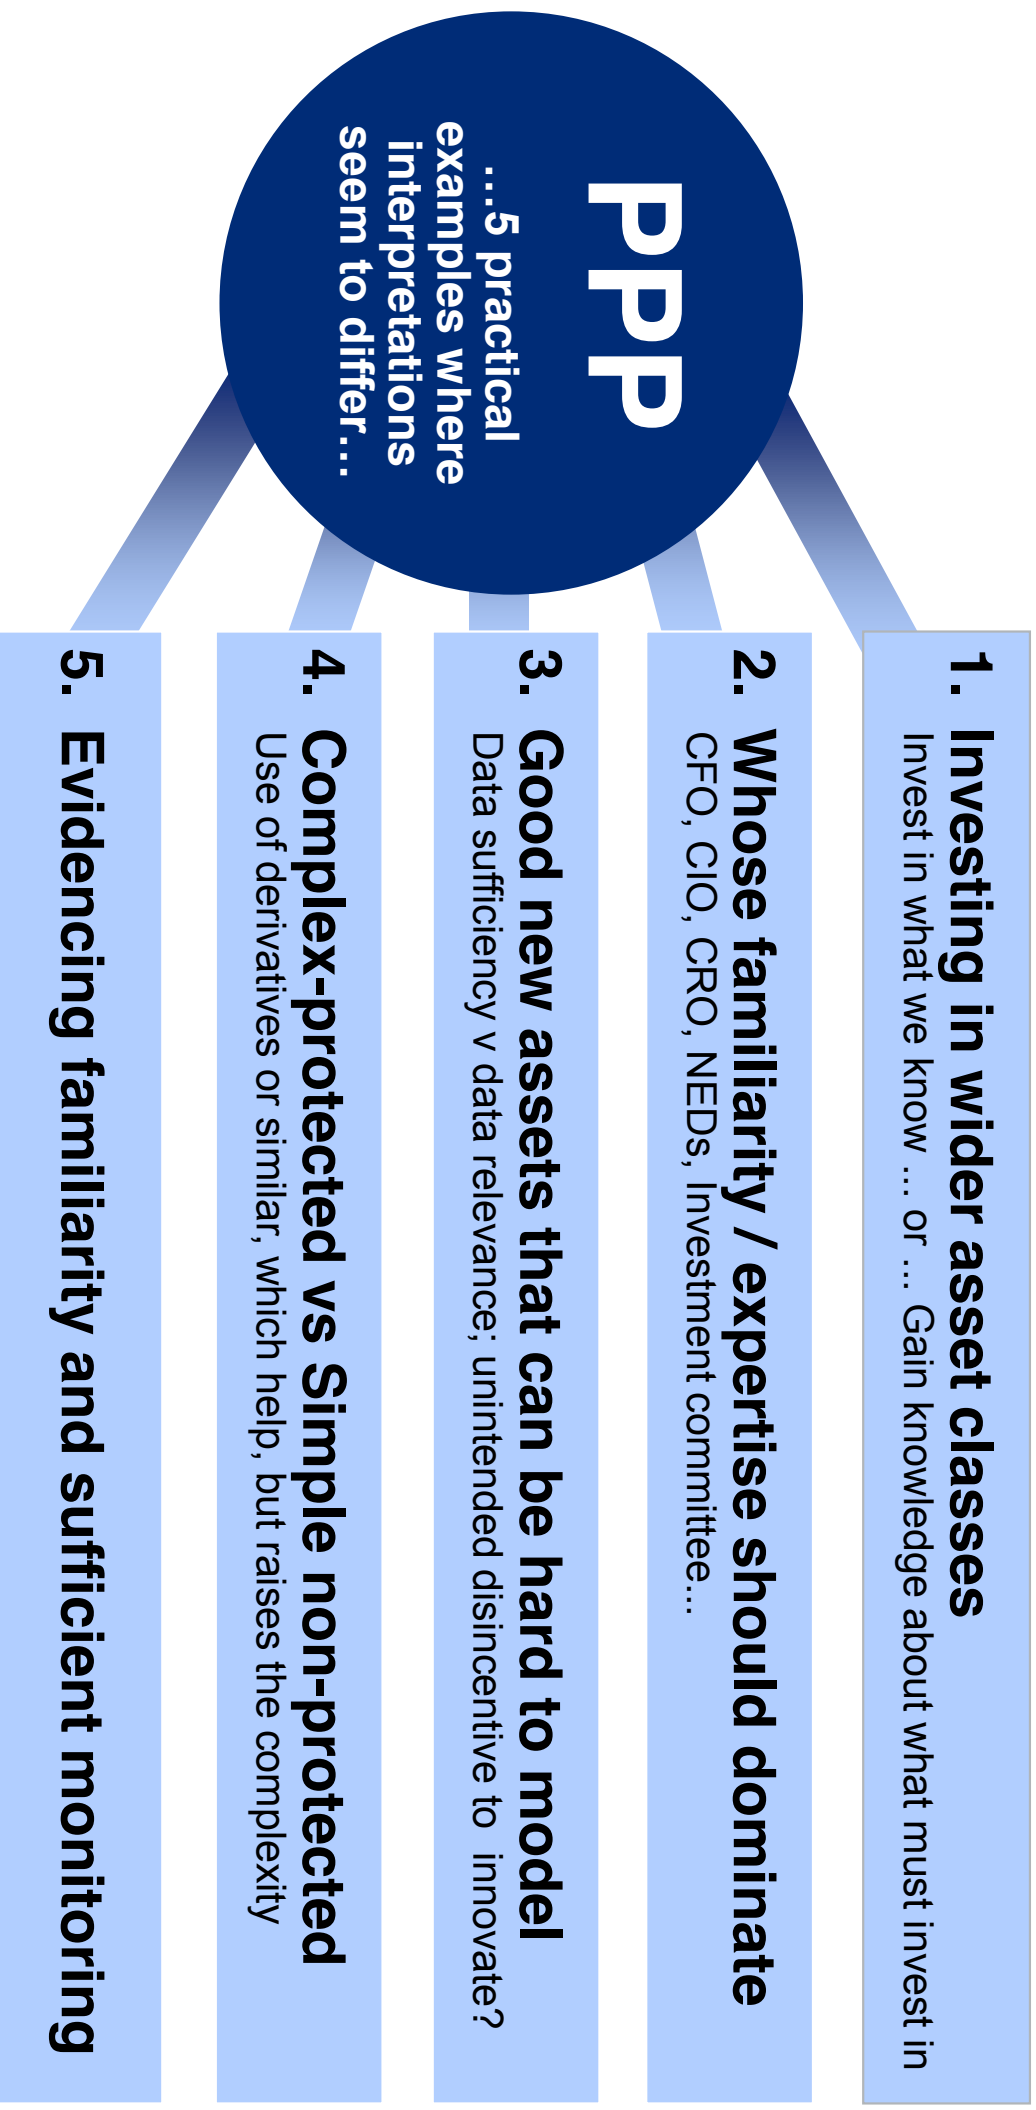 PPP
…5 practical
examples where
interpretations
seem to differ…
1. Investing in wider asset classes
Invest in what we know ... or ... Gain knowledge about what must invest in
2. Whose familiarity / expertise should dominate
CFO, CIO, CRO, NEDs, Investment committee...
3. Good new assets that can be hard to model
Data sufficiency v data relevance; unintended disincentive to innovate?
4. Complex-protected vs Simple non-protected
Use of derivatives or similar, which help, but raises the complexity
5. Evidencing familiarity and sufficient monitoring